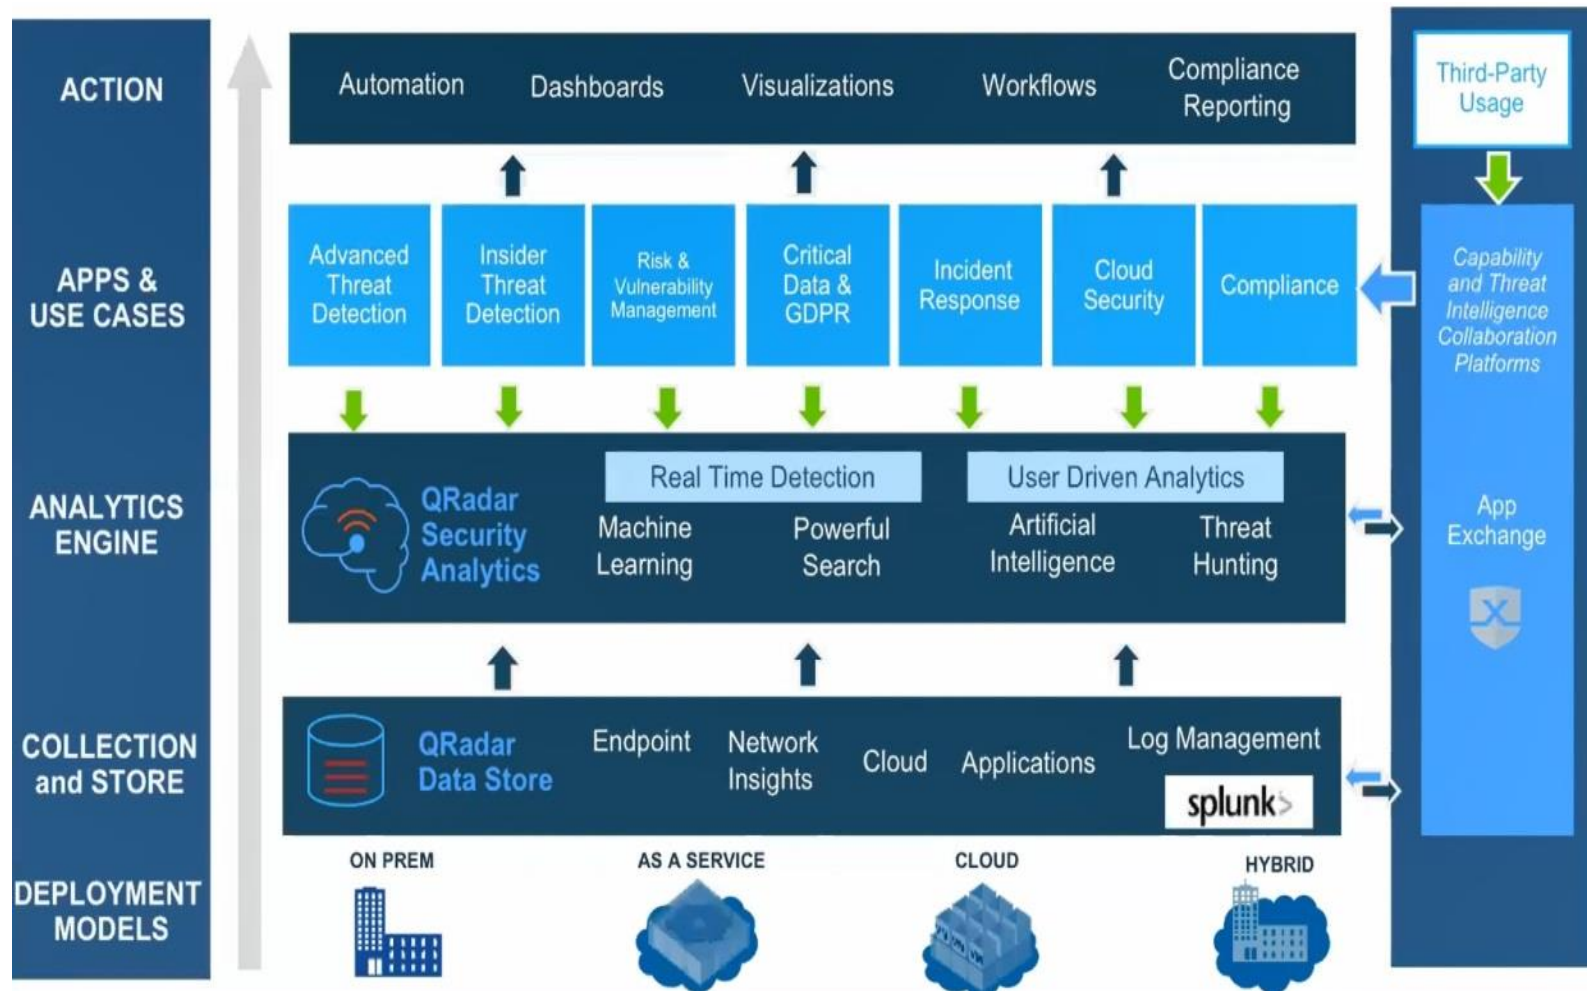 ACTION
Automation
Dashboards
Visualizations
Workflows
Compliance
Reporting
Third-Party
Usage
APPS &
USE CASES
Advanced
Threat
Detection
Insider
Threat
Detection
Risk &
Vulnerability
Management
Critical
Data &
GDPR
Incident
Response
Cloud
Security
Compliance
Capability
and Threat
Intelligence
Collaboration
Platforms
ANALYTICS
ENGINE
QRadar
Security
Analytics
Real Time Detection
Machine
Learning
Powerful
Search
User Driven Analytics
Artificial
Intelligence
Threat
Hunting
App
Exchange
X
COLLECTION
and STORE
QRadar
Data Store
Endpoint
Network
Insights
Cloud
Applications
Log Management
splunk>
DEPLOYMENT
MODELS
ON PREM
AS A SERVICE
CLOUD
HYBRID